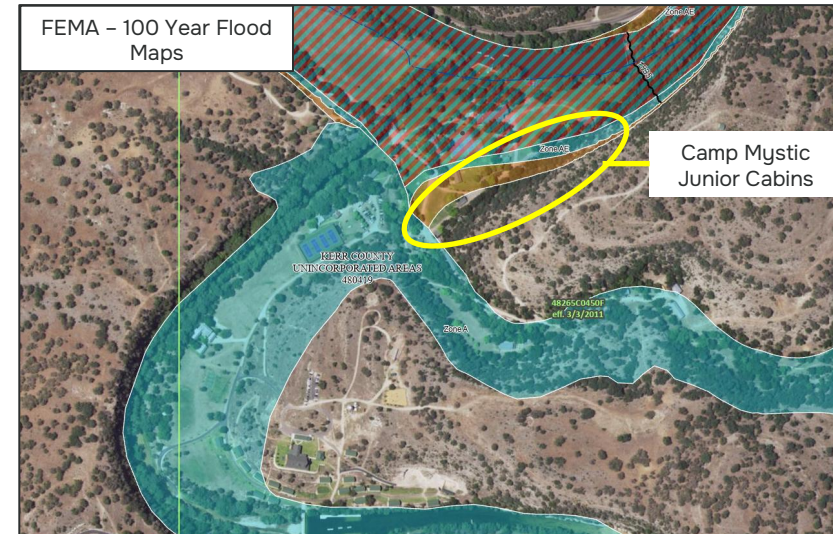 FEMA – 100 Year Flood
Maps
Zone AE
Zone AE
Camp Mystic
Junior Cabins
KERR COUNTY
UNINCORPORATED AREAS
480419
48265C0450F
eff. 3/3/2011
Zone A